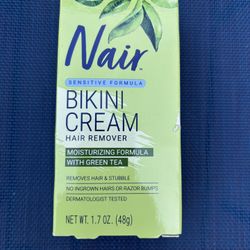 Nair
SENSITIVE FORMULA
BIKINI
CREAM
HAIR REMOVER
MOISTURIZING FORMULA
WITH GREEN TEA
REMOVES HAIR & STUBBLE
NO INGROWN HAIRS OR RAZOR BUMPS
DERMATOLOGIST TESTED
NET WT. 1.7 OZ. (48g)